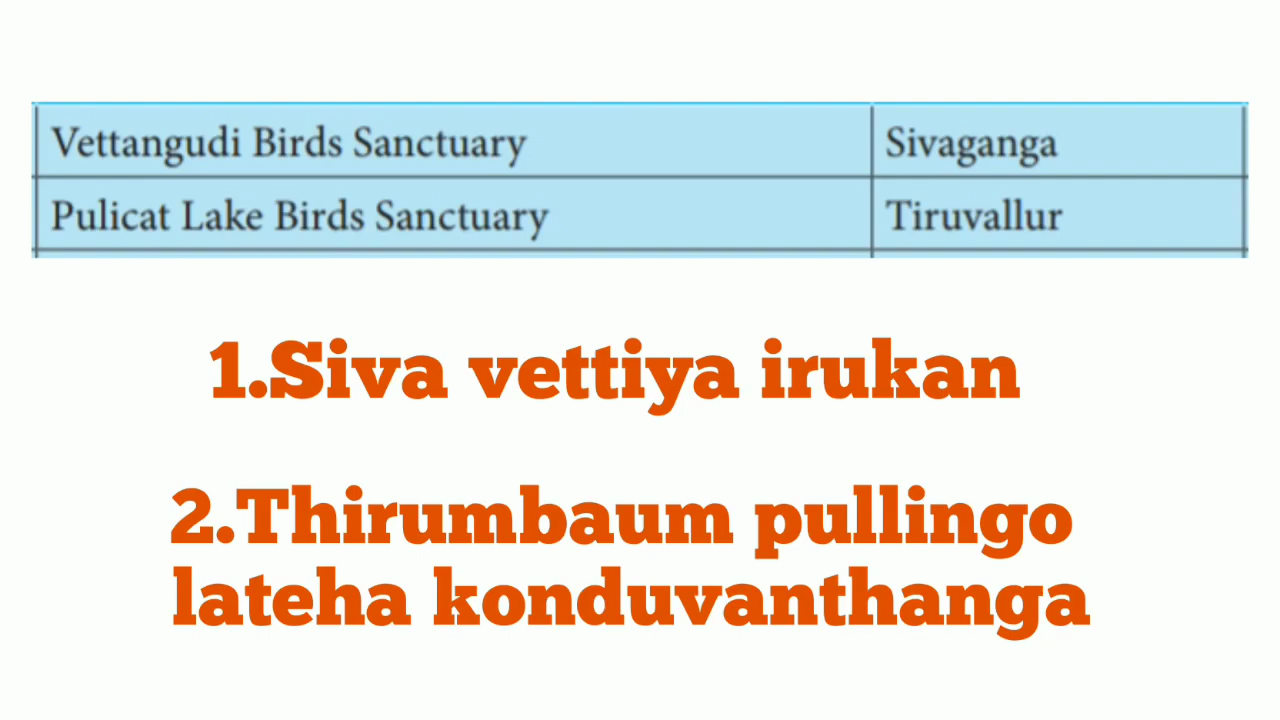 Vettangudi Birds Sanctuary Sivaganga
Pulicat Lake Birds Sanctuary Tiruvallur
1.Siva vettiya irukan
2.Thirumbaum pullingo
lateha konduvanthanga